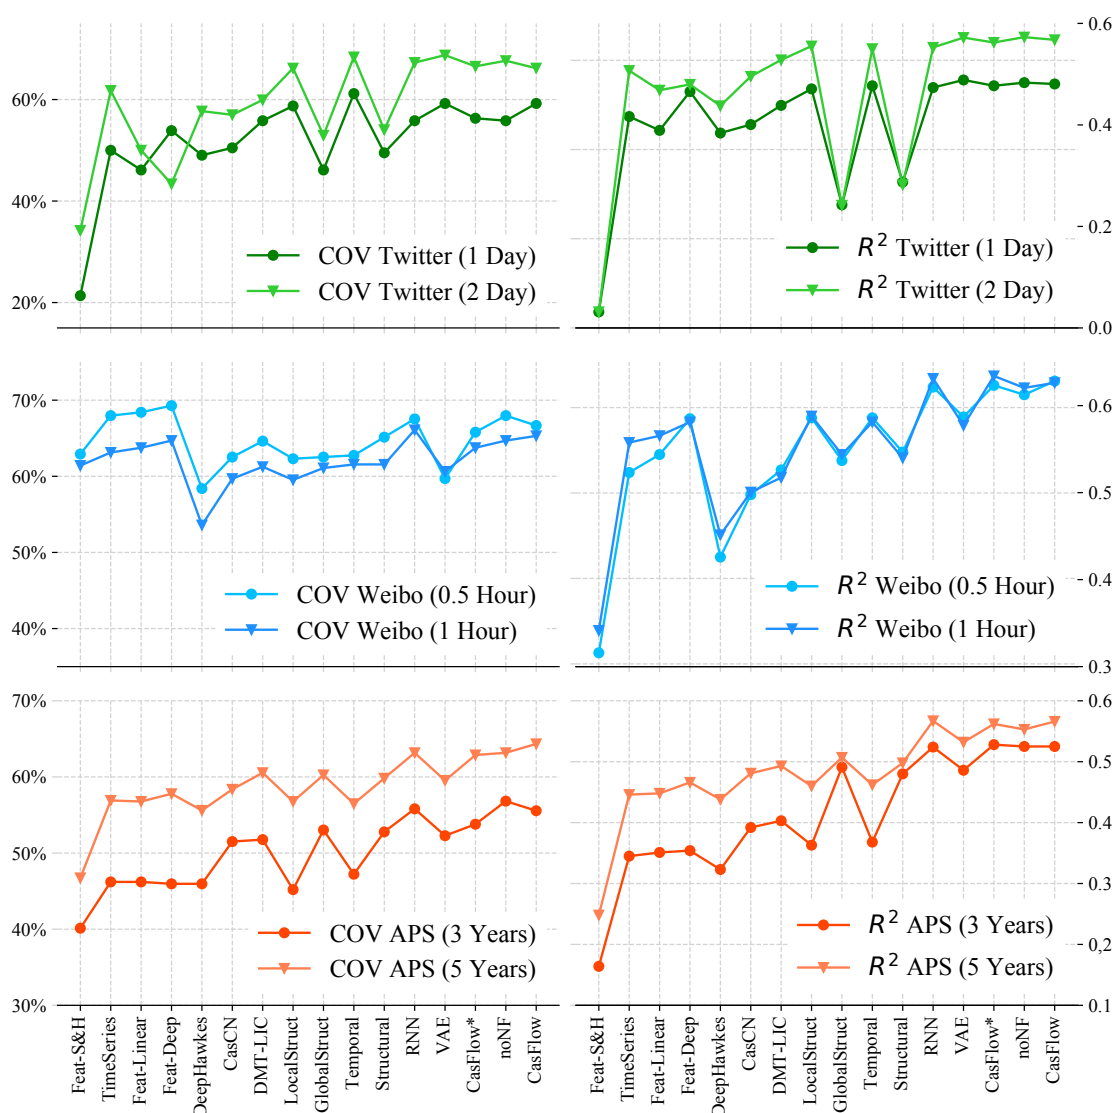 60%
40%
20%
COV Twitter (1 Day)
COV Twitter (2 Day)
0.6
0.4
0.2
0.0
R² Twitter (1 Day)
R² Twitter (2 Day)
70%
60%
50%
40%
COV Weibo (0.5 Hour)
COV Weibo (1 Hour)
0.6
0.5
0.4
0.3
R² Weibo (0.5 Hour)
R² Weibo (1 Hour)
70%
60%
50%
40%
30%
COV APS (3 Years)
COV APS (5 Years)
0.6
0.5
0.4
0.3
0.2
0.1
R² APS (3 Years)
R² APS (5 Years)
Feat-S&H
TimeSeries
Feat-Linear
Feat-Deep
DeepHawkes
CasCN
DMT-LIC
LocalStruct
GlobalStruct
Temporal
Structural
RNN
VAE
CasFlow*
noNF
CasFlow
Feat-S&H
TimeSeries
Feat-Linear
Feat-Deep
DeepHawkes
CasCN
DMT-LIC
LocalStruct
GlobalStruct
Temporal
Structural
RNN
VAE
CasFlow*
noNF
CasFlow